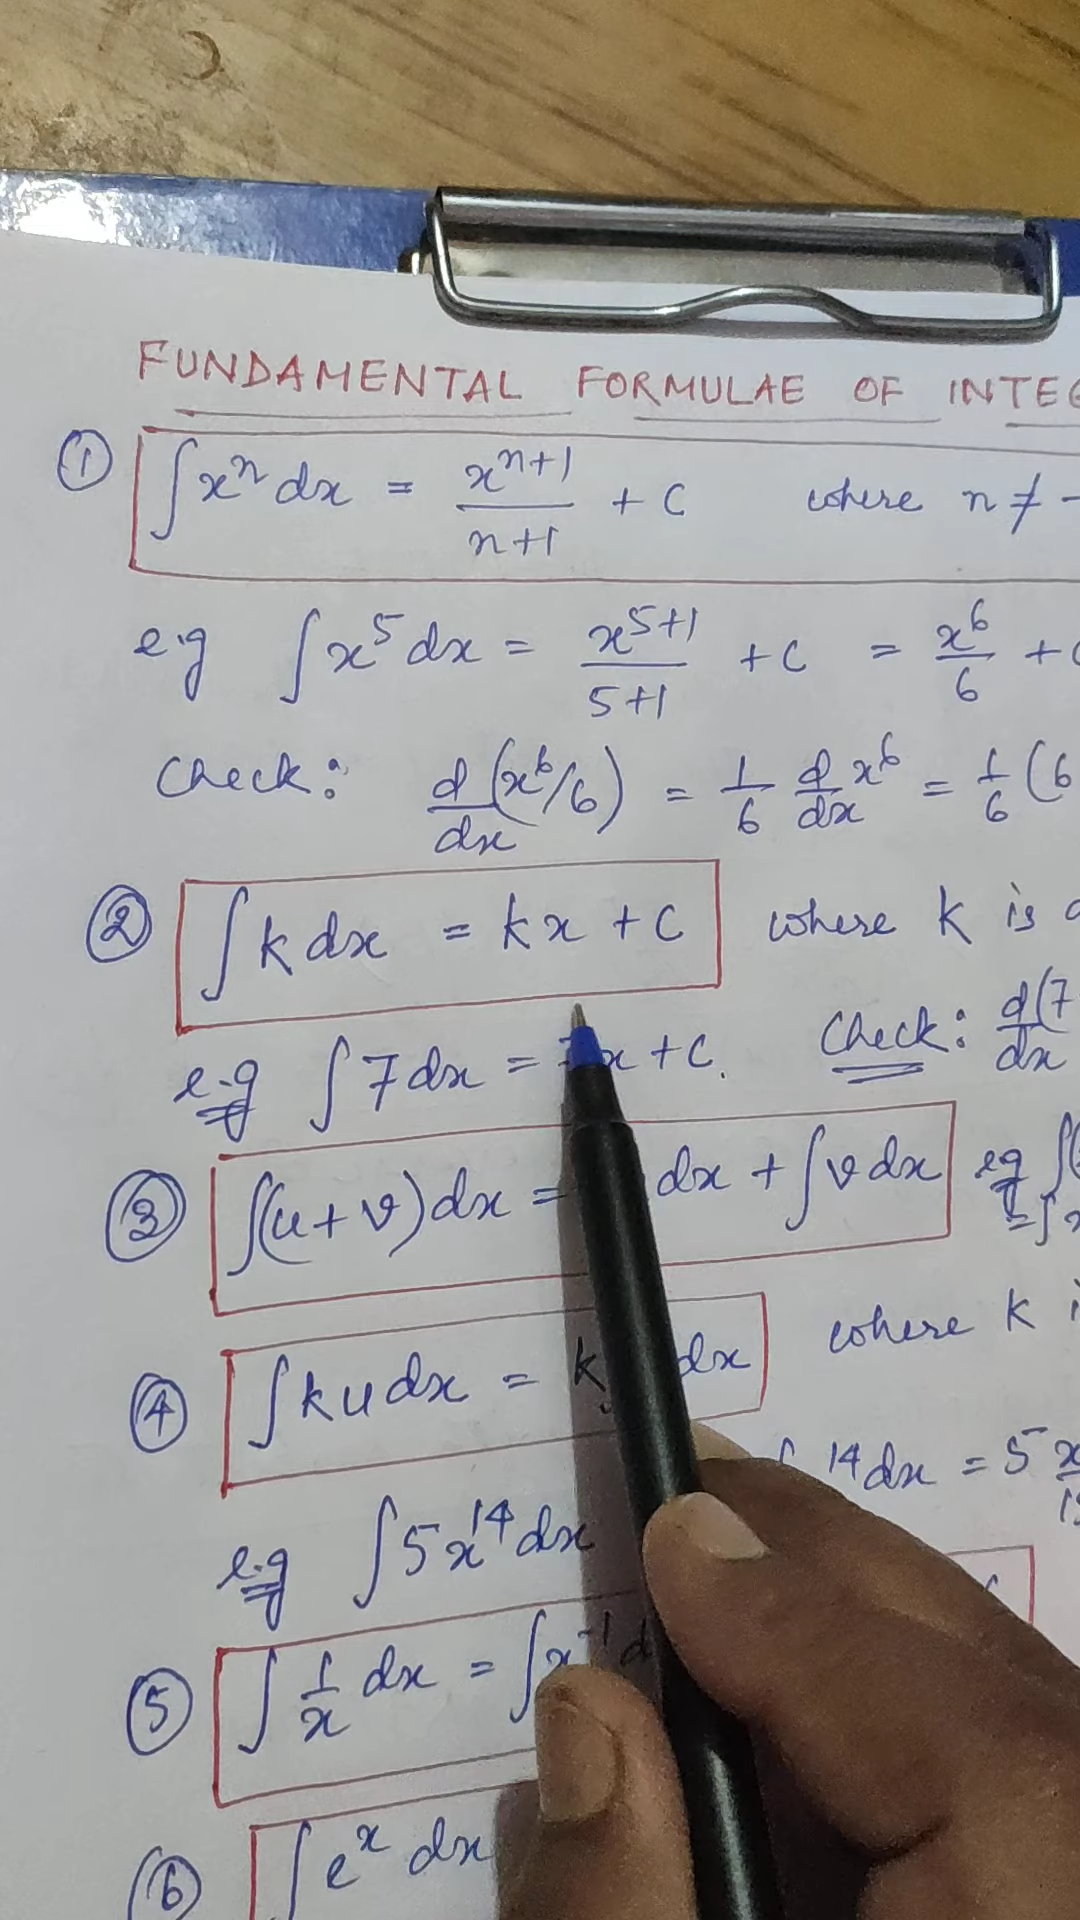 FUNDAMENTAL FORMULAE OF
① ∫xⁿ dx = xⁿ⁺¹/n+1 + C where n ≠
e.g ∫x⁵ dx = x⁵⁺¹/5+1 + C = x⁶/6 +
Check: d/dx (x⁶/6) = 1/6 d/dx x⁶ = 1/6 (6
② ∫k dx = kx + C where k is
e.g ∫7 dx = x + C. Check: d/dx (7
③ ∫(u + v) dx = dx + ∫v dx eg
④ ∫k u dx = k dx where k
14 dx = 5
e.g ∫5x¹⁴ dx
⑤ ∫ 1/x dx = ∫x⁻¹
⑥ ∫eˣ dx